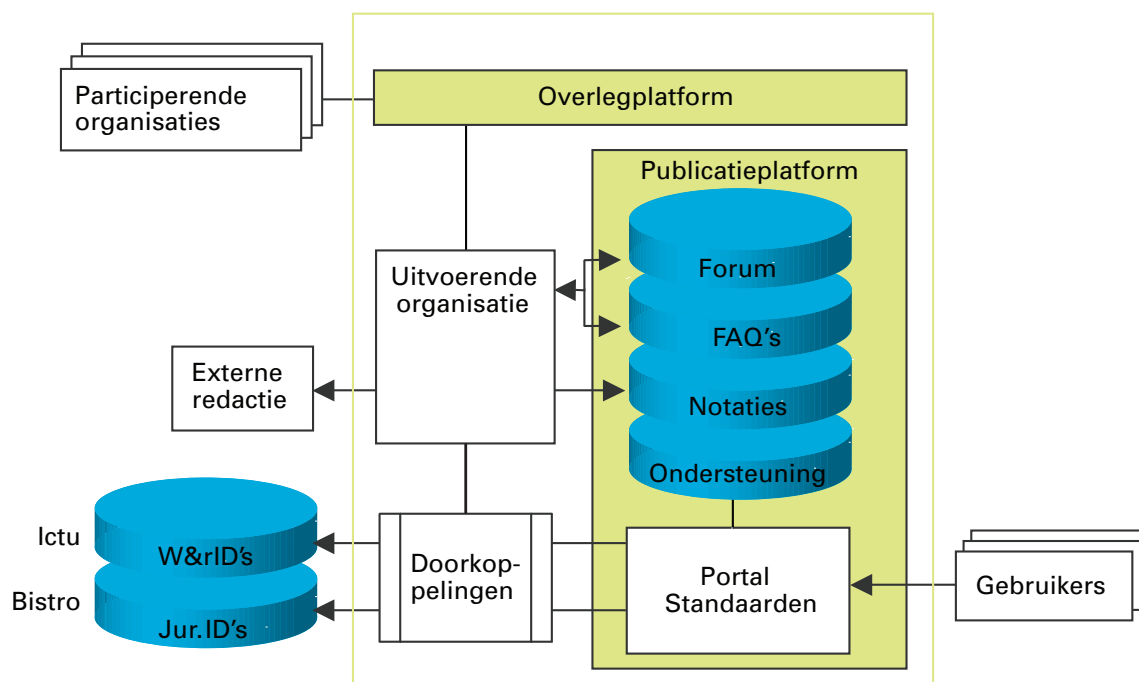 Participerende
organisaties
Overlegplatform
Publicatieplatform
Forum
FAQ's
Notaties
Ondersteuning
Uitvoerende
organisatie
Externe
redactie
Ictu
W&rID's
Bistro
Jur.ID's
Doorkop-
pelingen
Portal
Standaarden
Gebruikers